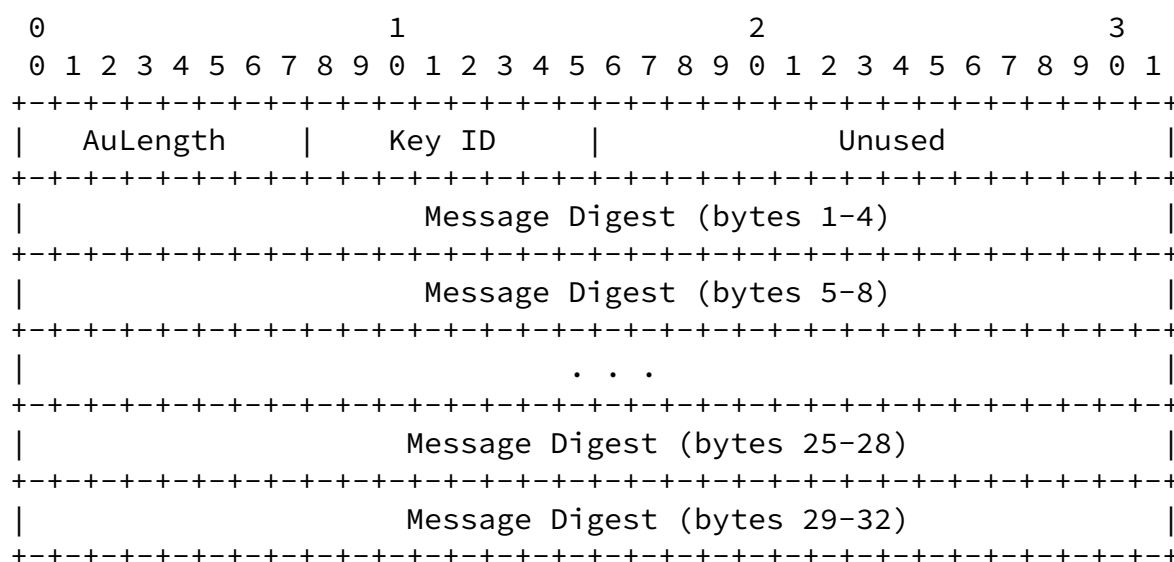 0                   1                   2                   3
 0 1 2 3 4 5 6 7 8 9 0 1 2 3 4 5 6 7 8 9 0 1 2 3 4 5 6 7 8 9 0 1
+-+-+-+-+-+-+-+-+-+-+-+-+-+-+-+-+-+-+-+-+-+-+-+-+-+-+-+-+-+-+-+-+
|   AuLength    |    Key ID     |             Unused            |
+-+-+-+-+-+-+-+-+-+-+-+-+-+-+-+-+-+-+-+-+-+-+-+-+-+-+-+-+-+-+-+-+
|                      Message Digest (bytes 1-4)               |
+-+-+-+-+-+-+-+-+-+-+-+-+-+-+-+-+-+-+-+-+-+-+-+-+-+-+-+-+-+-+-+-+
|                      Message Digest (bytes 5-8)               |
+-+-+-+-+-+-+-+-+-+-+-+-+-+-+-+-+-+-+-+-+-+-+-+-+-+-+-+-+-+-+-+-+
|                              . . .                            |
+-+-+-+-+-+-+-+-+-+-+-+-+-+-+-+-+-+-+-+-+-+-+-+-+-+-+-+-+-+-+-+-+
|                     Message Digest (bytes 25-28)              |
+-+-+-+-+-+-+-+-+-+-+-+-+-+-+-+-+-+-+-+-+-+-+-+-+-+-+-+-+-+-+-+-+
|                     Message Digest (bytes 29-32)              |
+-+-+-+-+-+-+-+-+-+-+-+-+-+-+-+-+-+-+-+-+-+-+-+-+-+-+-+-+-+-+-+-+